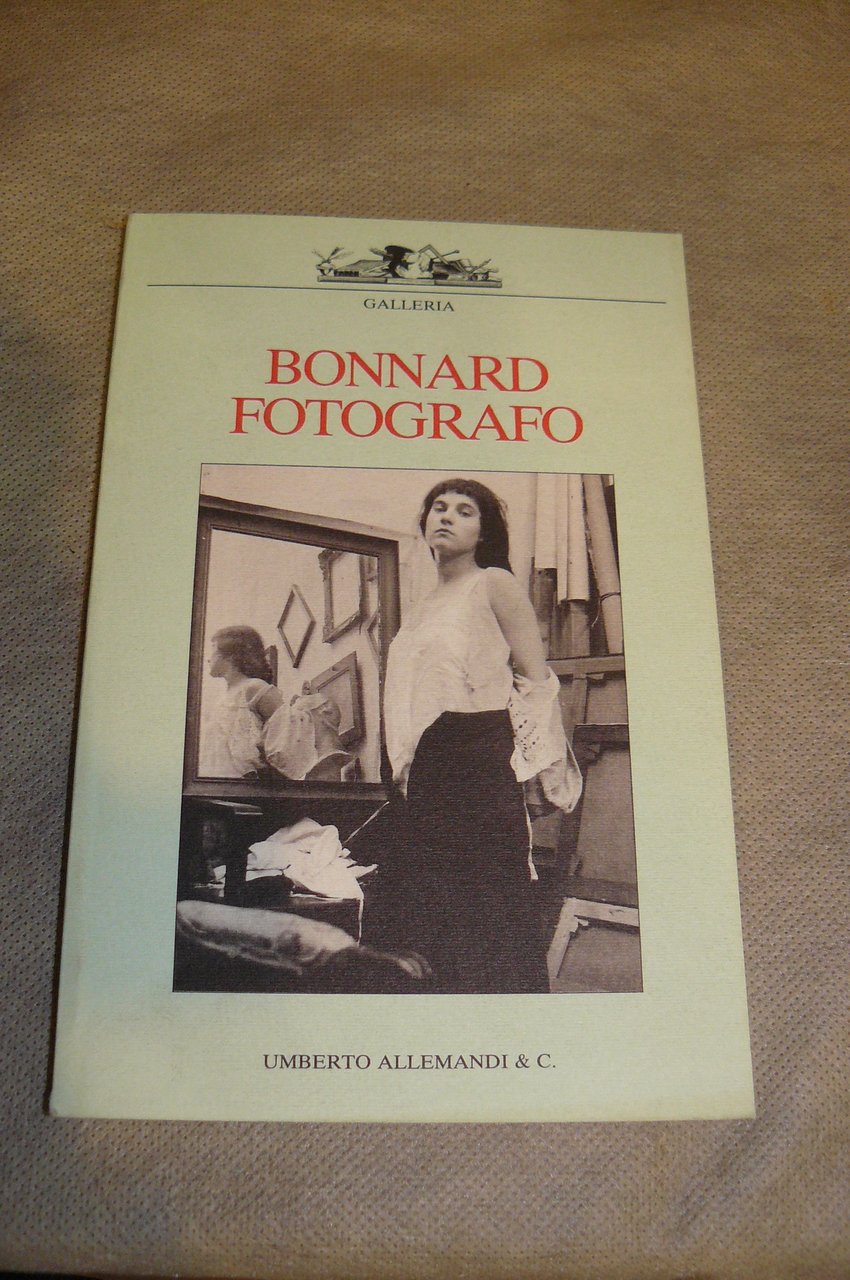 GALLERIA
BONNARD
FOTOGRAFO
UMBERTO ALLEMANDI & C.